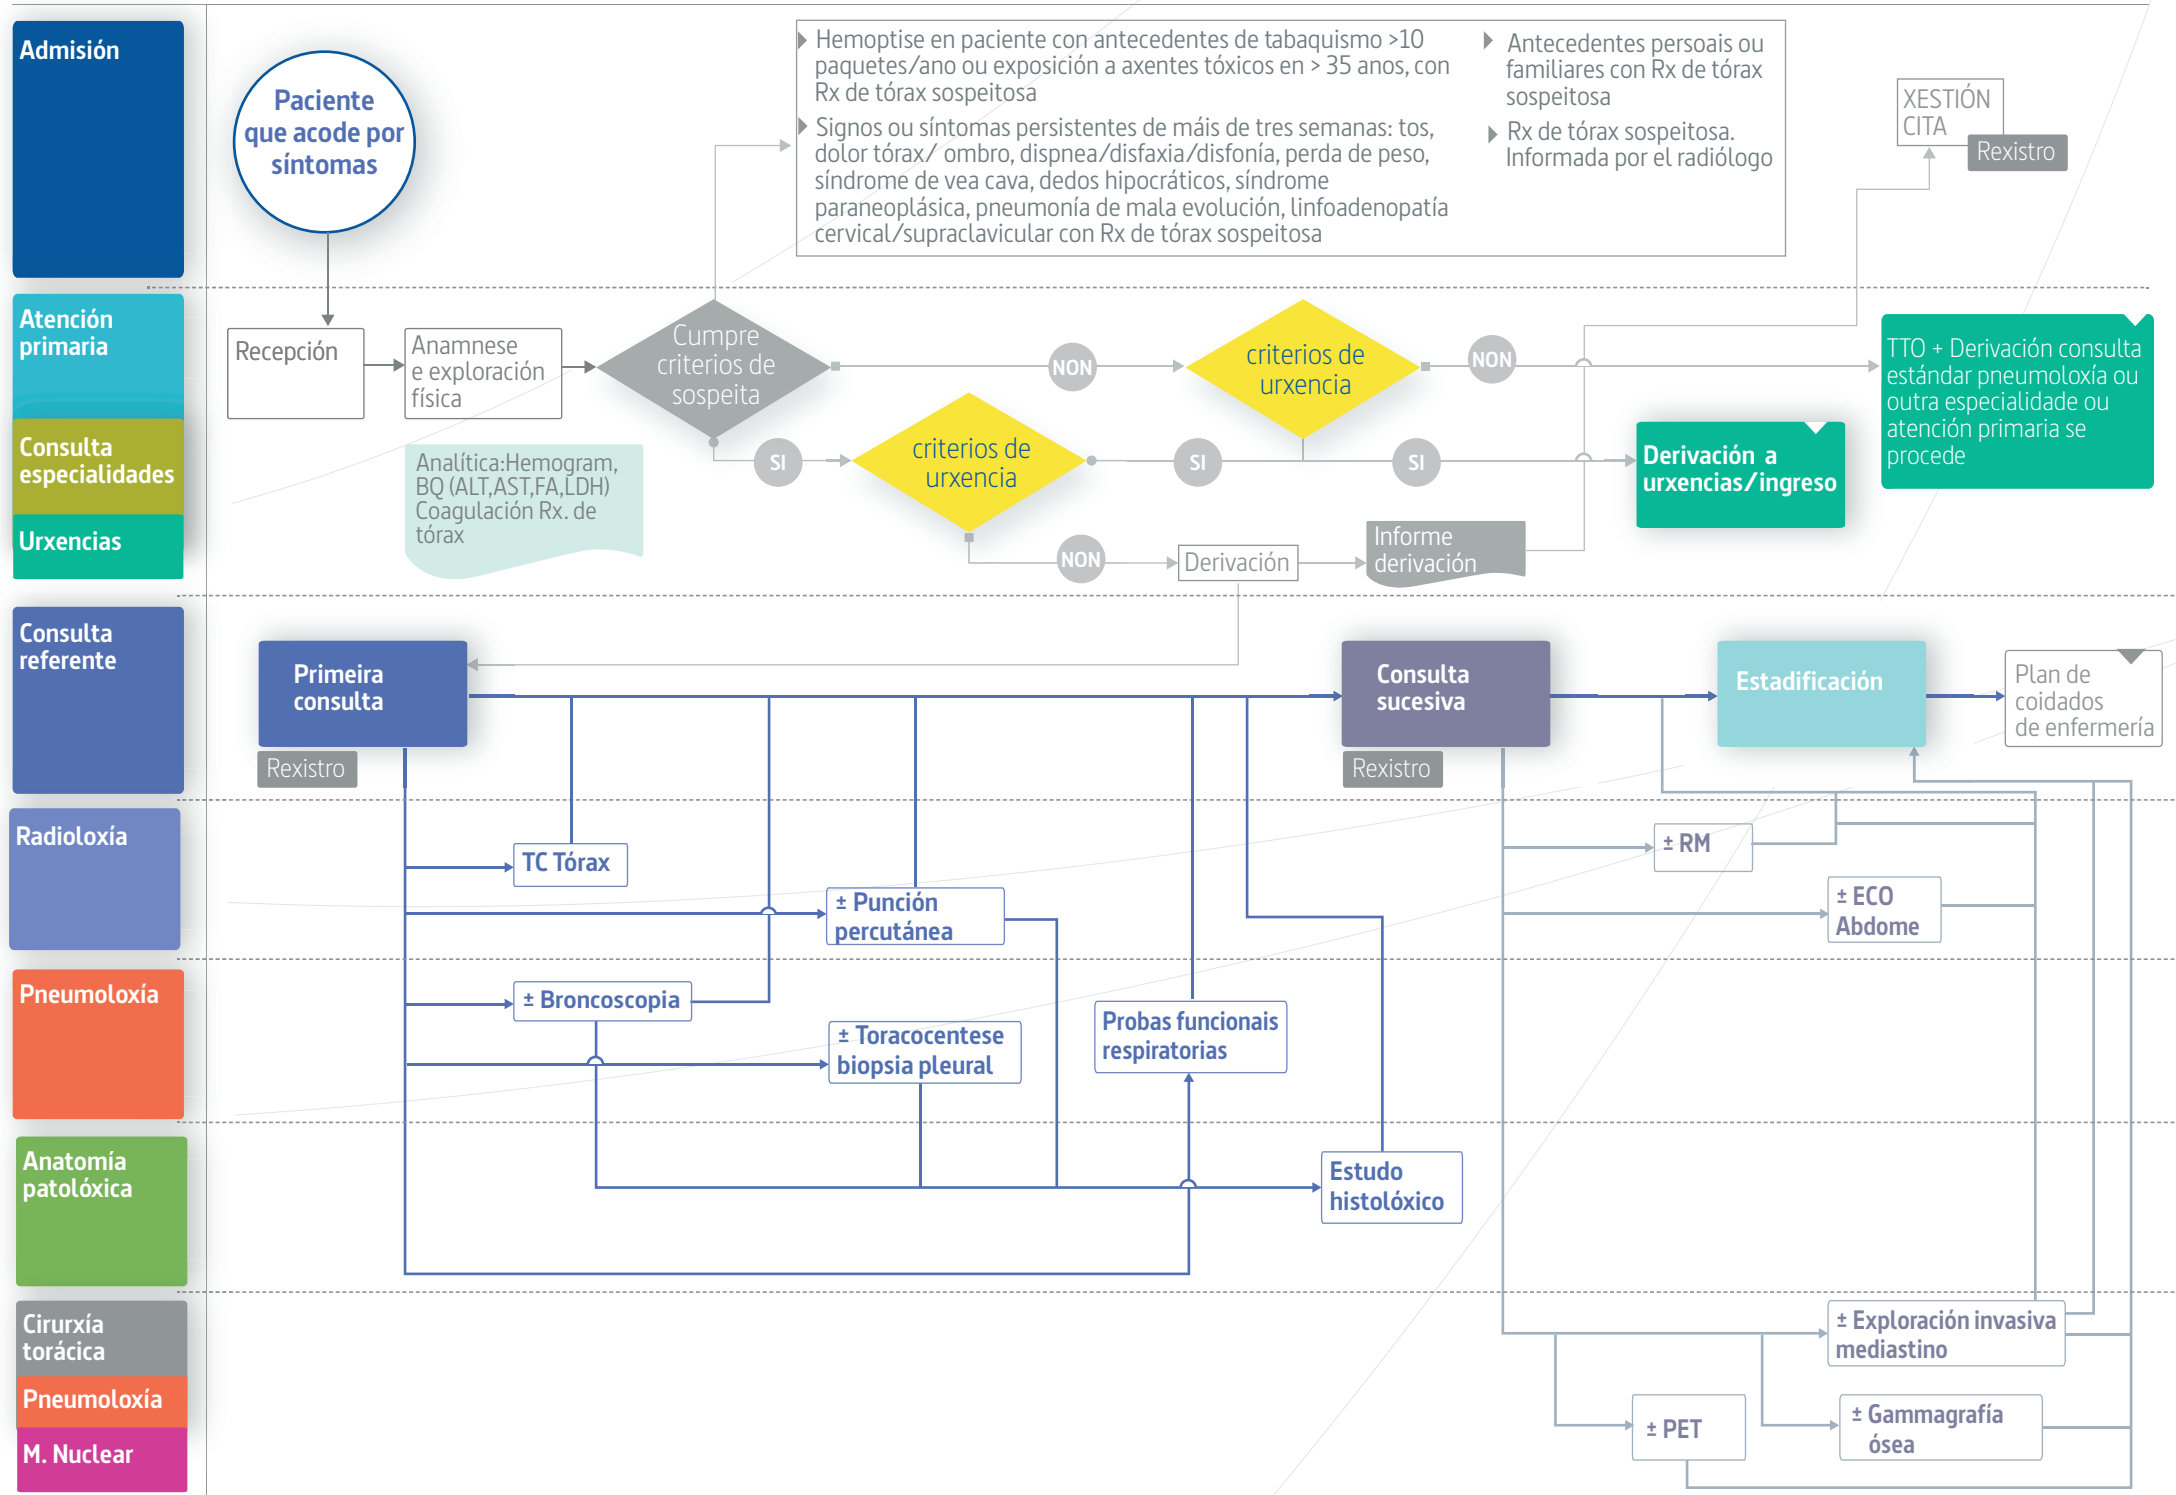 Admisión
Paciente
que acode por
síntomas
Hemoptise en paciente con antecedentes de tabaquismo >10
paquetes/ano ou exposición a axentes tóxicos en > 35 anos, con
Rx de tórax sospeitosa
Signos ou síntomas persistentes de máis de tres semanas: tos,
dolor tórax/ ombro, dispnea/disfaxia/disfonía, perda de peso,
síndrome de vea cava, dedos hipocráticos, síndrome
paraneoplásica, pneumonía de mala evolución, linfoadenopatía
cervical/supraclavicular con Rx de tórax sospeitosa
Antecedentes persoais ou
familiares con Rx de tórax
sospeitosa
Rx de tórax sospeitosa.
Informada por el radiólogo
XESTIÓN
CITA
Rexistro
Atención
primaria
Consulta
especialidades
Urxencias
Recepción
Anamnese
e exploración
física
Cumpre
criterios de
sospeita
NON
criterios de
urxencia
NON
TTO + Derivación consulta
estándar pneumoloxía ou
outra especialidade ou
atención primaria se
procede
Analítica:Hemogram,
BQ (ALT,AST,FA,LDH)
Coagulación Rx. de
tórax
SI
criterios de
urxencia
SI
SI
Derivación a
urxencias/ingreso
NON
Derivación
Informe
derivación
Consulta
referente
Primeira
consulta
Rexistro
Consulta
sucesiva
Rexistro
Estadificación
Plan de
coidados
de enfermería
Radioloxía
TC Tórax
± Punción
percutánea
± RM
± ECO
Abdome
Pneumoloxía
± Broncoscopia
± Toracocentese
biopsia pleural
Probas funcionais
respiratorias
Anatomía
patolóxica
Estudo
histolóxico
Cirurxía
torácica
Pneumoloxía
M. Nuclear
± Exploración invasiva
mediastino
± PET
± Gammagrafía
ósea